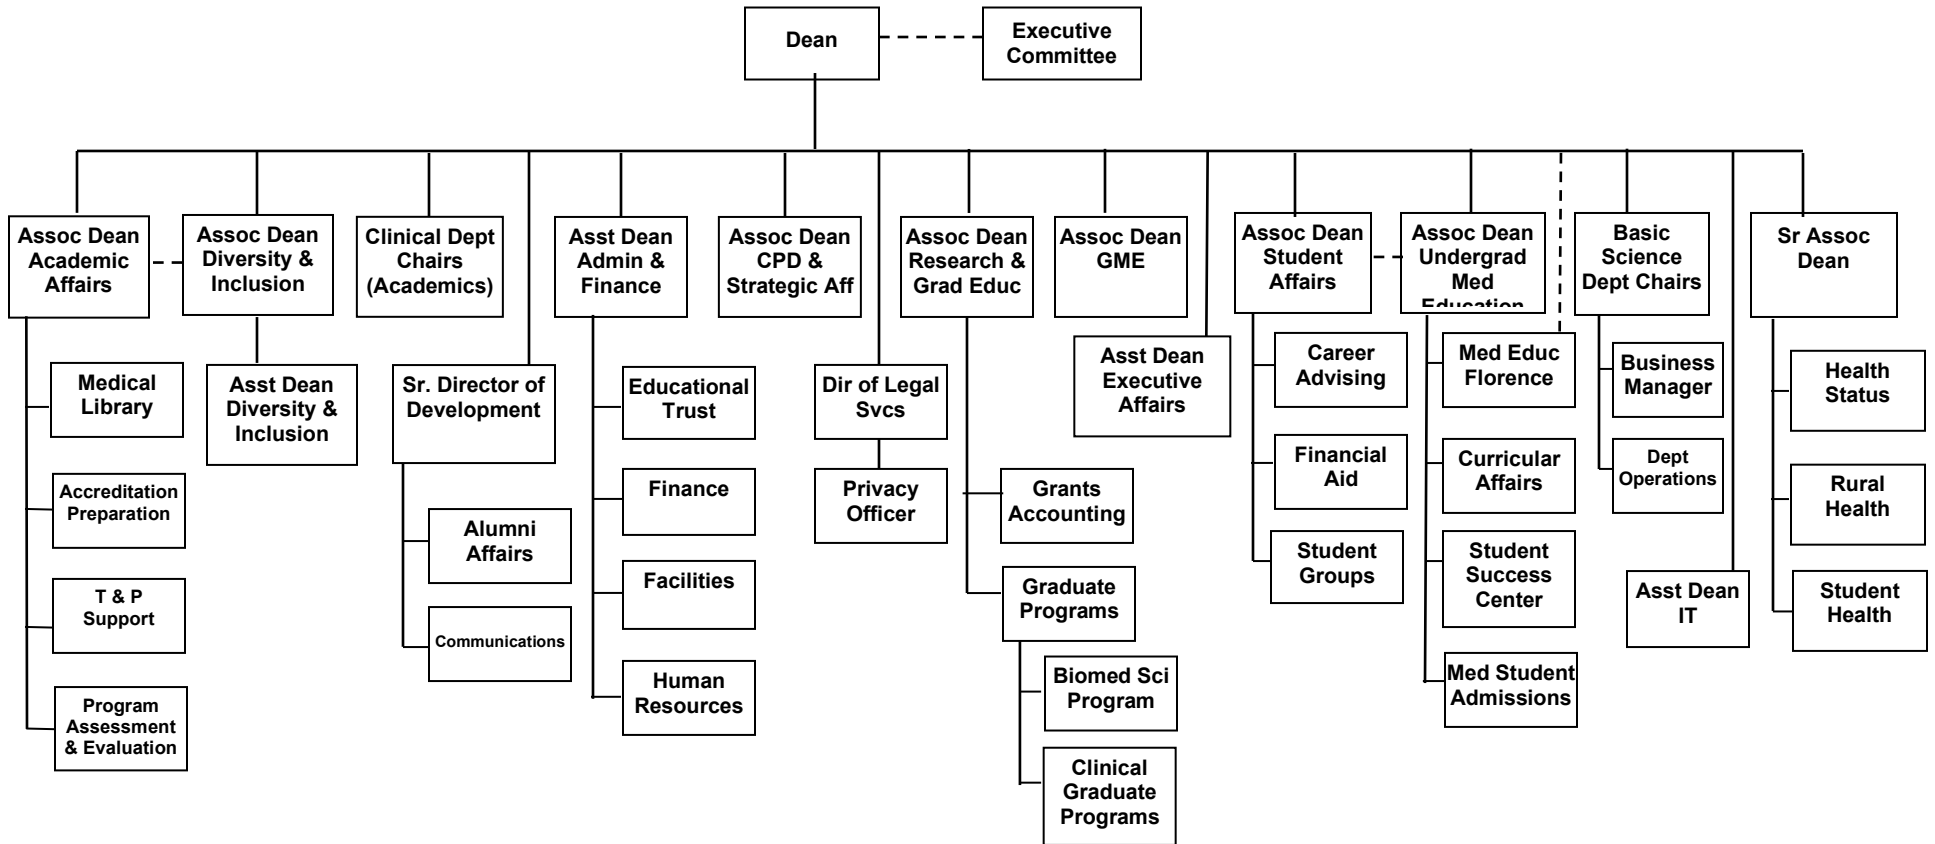 Dean
Executive
Committee
Assoc Dean
Academic
Affairs
Assoc Dean
Diversity &
Inclusion
Clinical Dept
Chairs
(Academics)
Asst Dean
Admin &
Finance
Assoc Dean
CPD &
Strategic Aff
Assoc Dean
Research &
Grad Educ
Assoc Dean
GME
Assoc Dean
Student
Affairs
Assoc Dean
Undergrad
Med
Education
Basic
Science
Dept Chairs
Sr Assoc
Dean
Medical
Library
Accreditation
Preparation
T & P
Support
Program
Assessment
& Evaluation
Asst Dean
Diversity &
Inclusion
Sr. Director of
Development
Alumni
Affairs
Communications
Educational
Trust
Finance
Facilities
Human
Resources
Dir of Legal
Svcs
Privacy
Officer
Grants
Accounting
Graduate
Programs
Biomed Sci
Program
Clinical
Graduate
Programs
Asst Dean
Executive
Affairs
Career
Advising
Financial
Aid
Student
Groups
Med Educ
Florence
Curricular
Affairs
Student
Success
Center
Med Student
Admissions
Business
Manager
Dept
Operations
Asst Dean
IT
Health
Status
Rural
Health
Student
Health